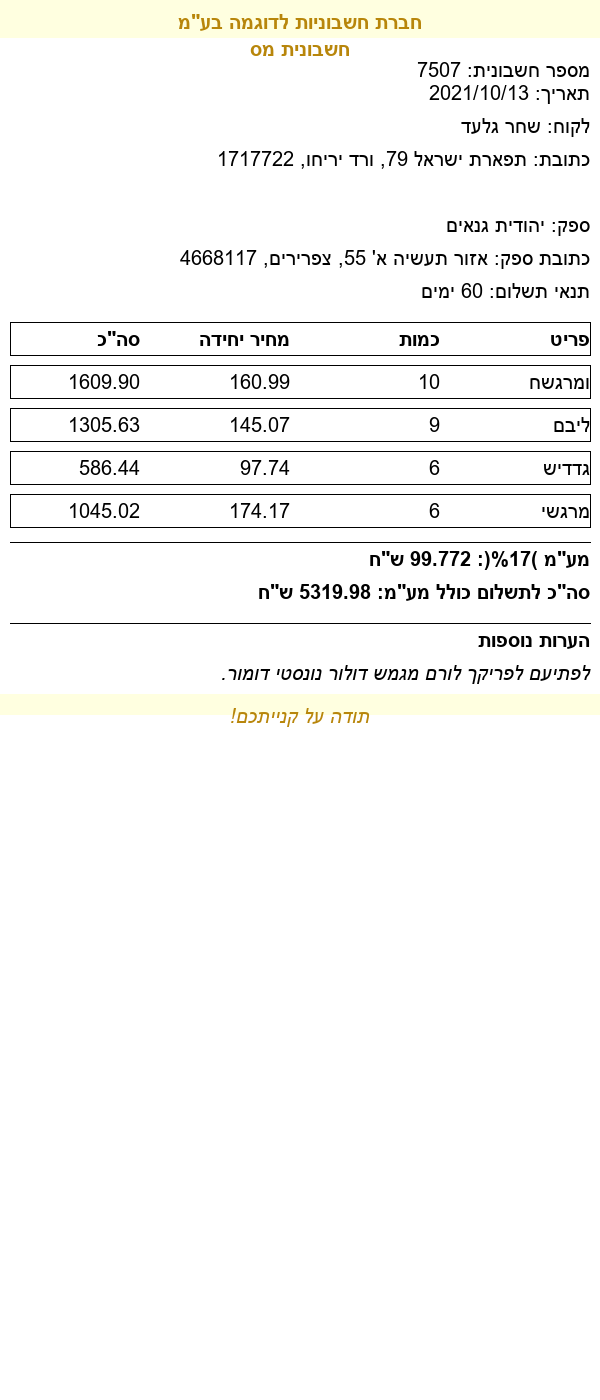 חברת חשבוניות לדוגמה בע"מ
חשבונית מס
מספר חשבונית: 7507
תאריך: 2021/10/13
לקוח: שחר גלעד
כתובת: תפארת ישראל 79, ורד יריחו, 1717722
ספק: יהודית גנאים
כתובת ספק: אזור תעשיה א' 55, צפרירים, 4668117
תנאי תשלום: 60 ימים
פריט כמות מחיר יחידה סה"כ
ומרגשח 10 160.99 1609.90
ליבם 9 145.07 1305.63
גדדיש 6 97.74 586.44
מרגשי 6 174.17 1045.02
מע"מ )17%(: 99.772 ש"ח
סה"כ לתשלום כולל מע"מ: 5319.98 ש"ח
הערות נוספות
לפתיעם לפריקך לורם מגמש דולור נונסטי דומור.
תודה על קנייתכם!